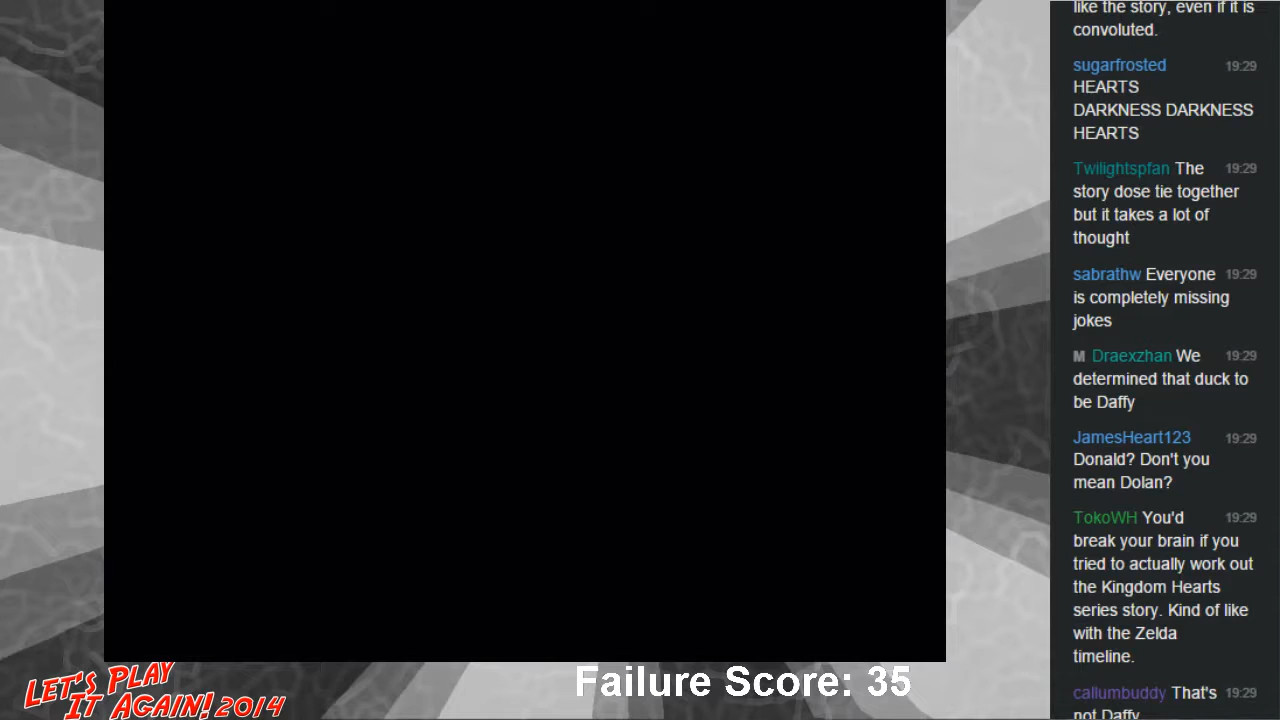 like the story, even if it is
convoluted.
sugarfrosted 19:29
HEARTS
DARKNESS DARKNESS
HEARTS
Twilightspfan The 19:29
story dose tie together
but it takes a lot of
thought
sabrathw Everyone 19:29
is completely missing
jokes
M Draexzhan We 19:29
determined that duck to
be Daffy
JamesHeart123 19:29
Donald? Don't you
mean Dolan?
TokoWH You'd 19:29
break your brain if you
tried to actually work out
the Kingdom Hearts
series story. Kind of like
with the Zelda
timeline.
callumbuddy That's 19:29
not Daffy
LET'S PLAY
IT AGAIN! 2014
Failure Score: 35